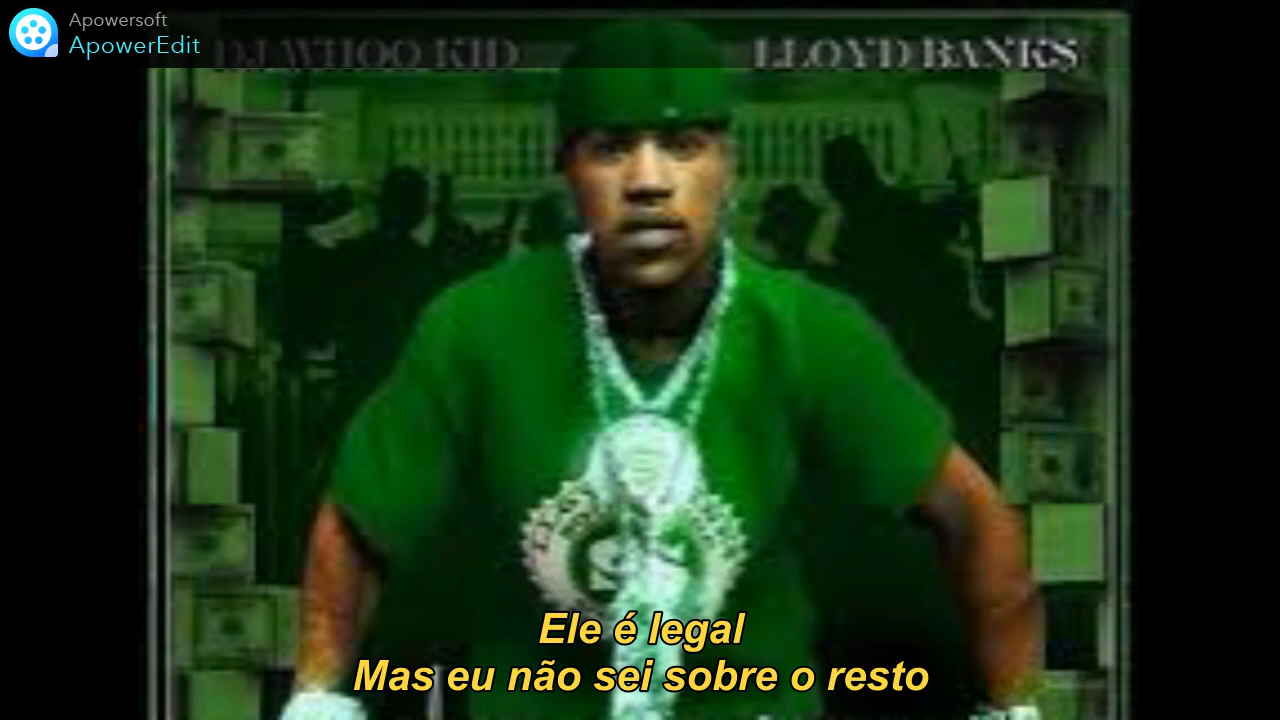 Apowersoft
ApowerEdit
DJ WHOO KID
LLOYD BANKS
Ele é legal
Mas eu não sei sobre o resto